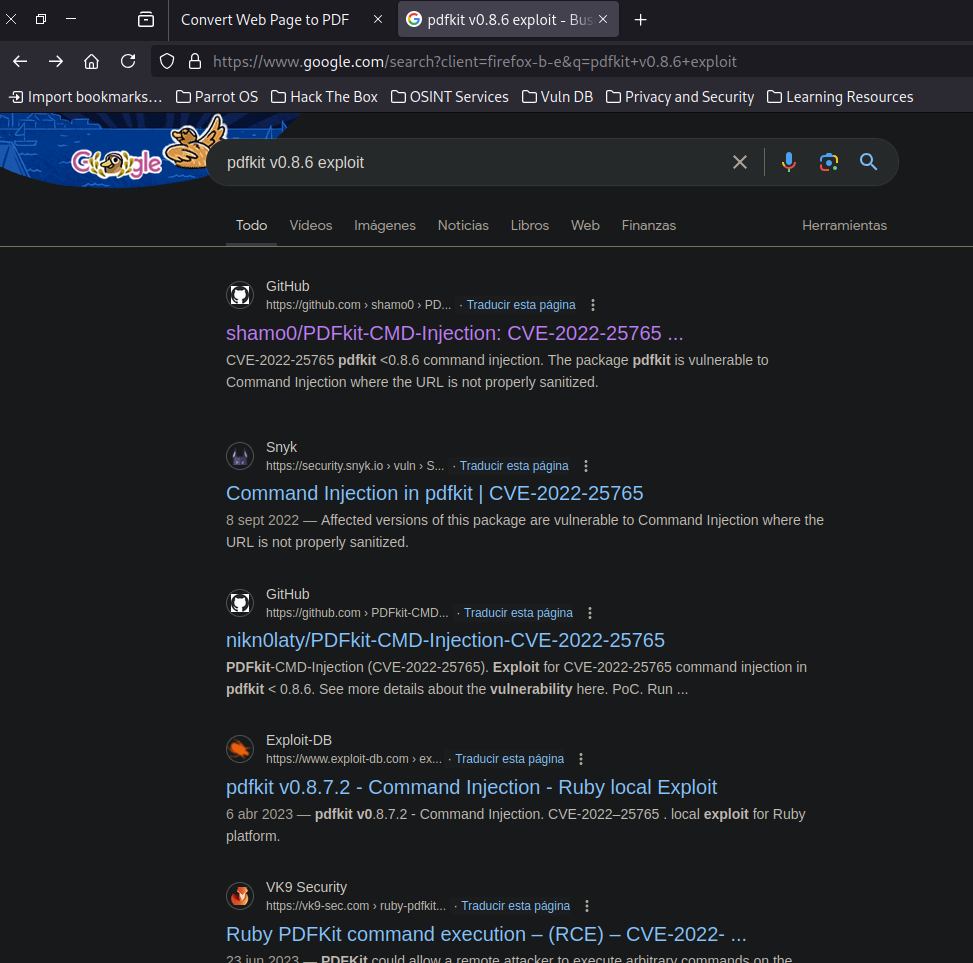 Convert Web Page to PDF
pdfkit v0.8.6 exploit - Bus
https://www.google.com/search?client=firefox-b-e&q=pdfkit+v0.8.6+exploit
Import bookmarks… Parrot OS Hack The Box OSINT Services Vuln DB Privacy and Security Learning Resources
Google
pdfkit v0.8.6 exploit
Todo Vídeos Imágenes Noticias Libros Web Finanzas Herramientas
GitHub
https://github.com › shamo0 › PD... · Traducir esta página
shamo0/PDFkit-CMD-Injection: CVE-2022-25765 ...
CVE-2022-25765 pdfkit <0.8.6 command injection. The package pdfkit is vulnerable to
Command Injection where the URL is not properly sanitized.
Snyk
https://security.snyk.io › vuln › S... · Traducir esta página
Command Injection in pdfkit | CVE-2022-25765
8 sept 2022 — Affected versions of this package are vulnerable to Command Injection where the
URL is not properly sanitized.
GitHub
https://github.com › PDFkit-CMD... · Traducir esta página
nikn0laty/PDFkit-CMD-Injection-CVE-2022-25765
PDFkit-CMD-Injection (CVE-2022-25765). Exploit for CVE-2022-25765 command injection in
pdfkit < 0.8.6. See more details about the vulnerability here. PoC. Run ...
Exploit-DB
https://www.exploit-db.com › ex... · Traducir esta página
pdfkit v0.8.7.2 - Command Injection - Ruby local Exploit
6 abr 2023 — pdfkit v0.8.7.2 - Command Injection. CVE-2022–25765 . local exploit for Ruby
platform.
VK9 Security
https://vk9-sec.com › ruby-pdfkit... · Traducir esta página
Ruby PDFKit command execution – (RCE) – CVE-2022- ...
23 jun 2023 — PDFKit could allow a remote attacker to execute arbitrary commands on the